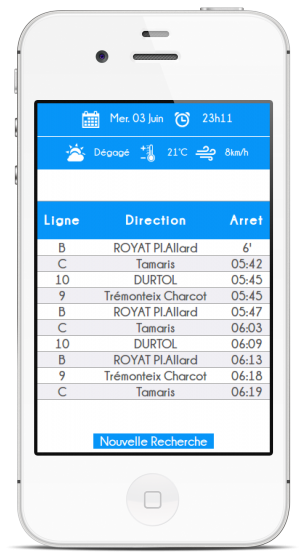 Mer. 03 Juin 23h11
Dégagé 21°C 8km/h
Ligne Direction Arret
B ROYAT Pl.Allard 6'
C Tamaris 05:42
10 DURTOL 05:45
9 Trémonteix Charcot 05:45
B ROYAT Pl.Allard 05:47
C Tamaris 06:03
10 DURTOL 06:09
B ROYAT Pl.Allard 06:13
9 Trémonteix Charcot 06:18
C Tamaris 06:19
Nouvelle Recherche